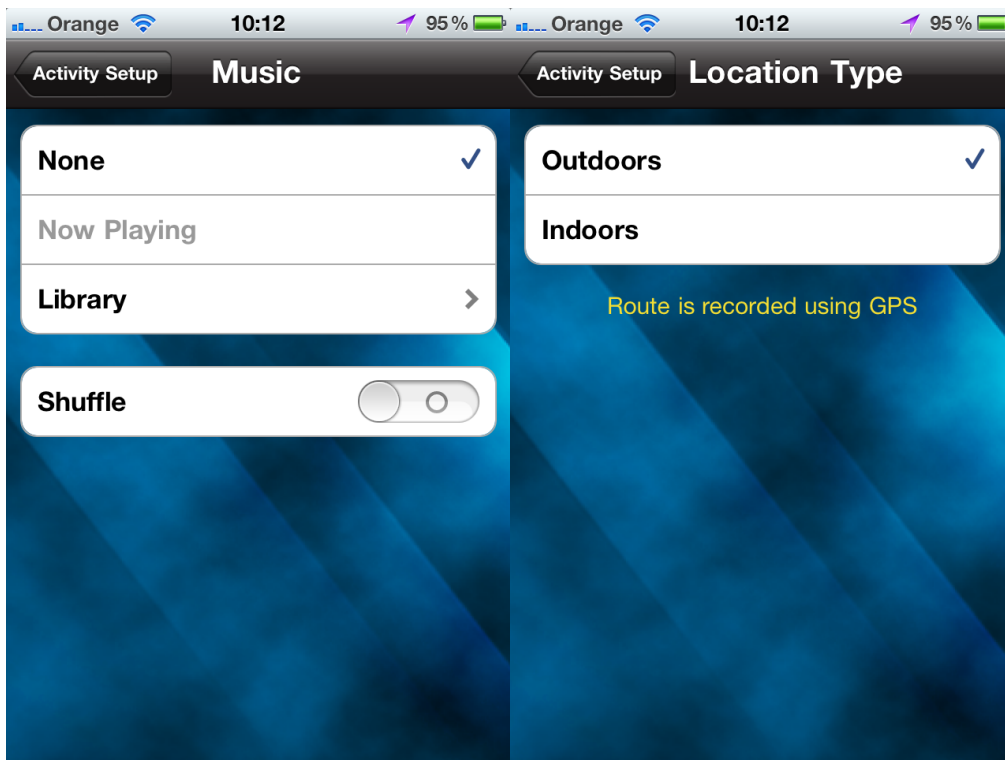 Orange 10:12 95%
Activity Setup Music
None
Now Playing
Library
Shuffle
Orange 10:12 95%
Activity Setup Location Type
Outdoors
Indoors
Route is recorded using GPS